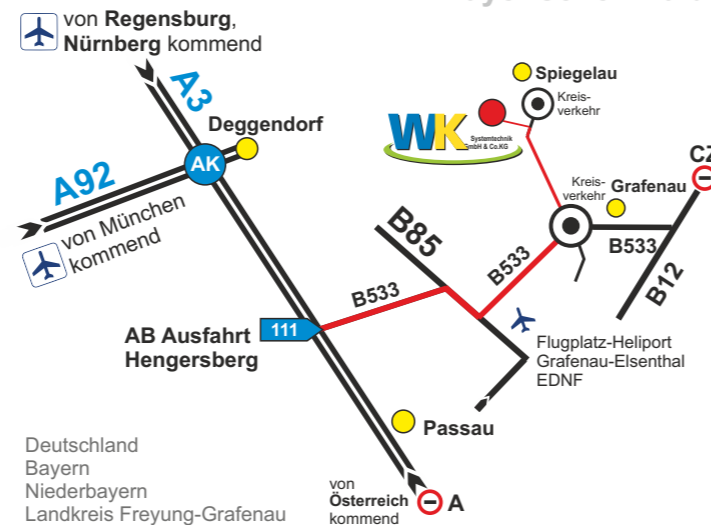 von Regensburg,
Nürnberg kommend
A3
Deggendorf
AK
A92
von München
kommend
Spiegelau
Kreis-
verkehr
WK
Systemtechnik
GmbH & Co.KG
CZ
Kreis-
verkehr
Grafenau
B533
B12
B85
B533
B533
AB Ausfahrt
Hengersberg
111
Flugplatz-Heliport
Grafenau-Elsenthal
EDNF
Passau
Deutschland
Bayern
Niederbayern
Landkreis Freyung-Grafenau
von
Österreich
kommend
A